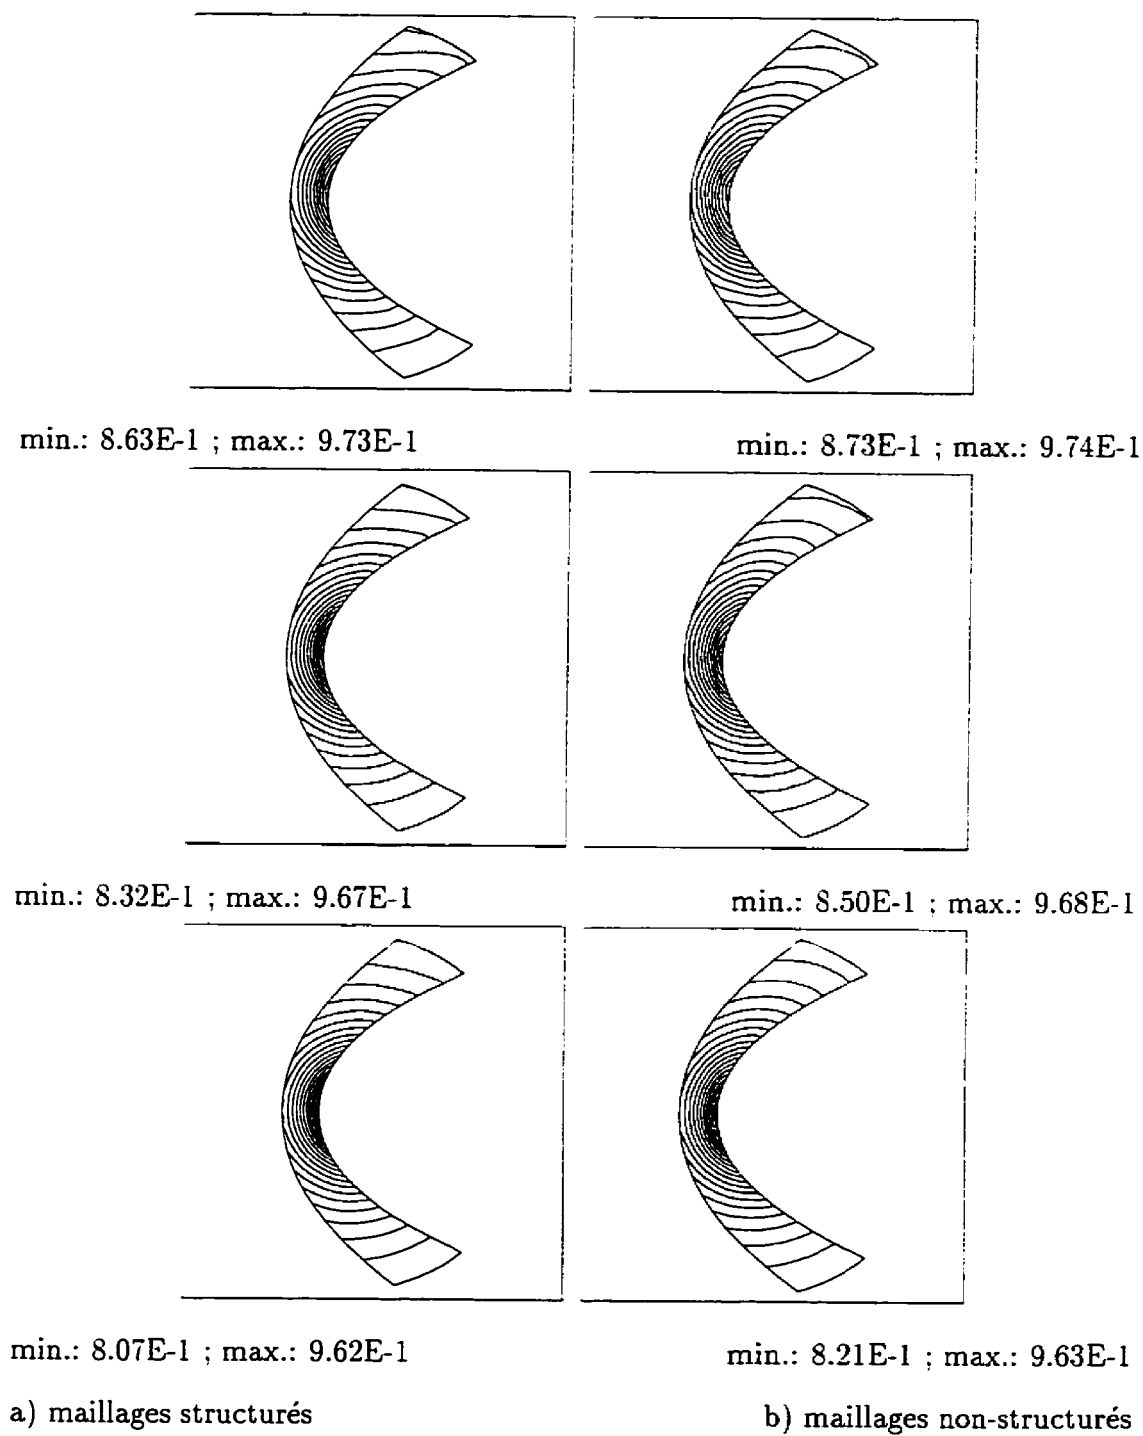 min.: 8.63E-1 ; max.: 9.73E-1
min.: 8.73E-1 ; max.: 9.74E-1
min.: 8.32E-1 ; max.: 9.67E-1
min.: 8.50E-1 ; max.: 9.68E-1
min.: 8.07E-1 ; max.: 9.62E-1
min.: 8.21E-1 ; max.: 9.63E-1
a) maillages structurés
b) maillages non-structurés